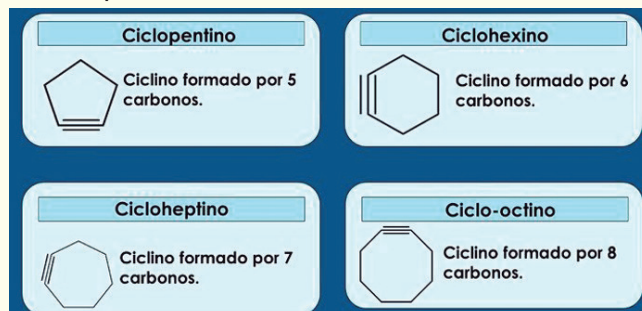 Ciclopentino
Ciclino formado por 5
carbonos.
Ciclohexino
Ciclino formado por 6
carbonos.
Cicloheptino
Ciclino formado por 7
carbonos.
Ciclo-octino
Ciclino formado por 8
carbonos.